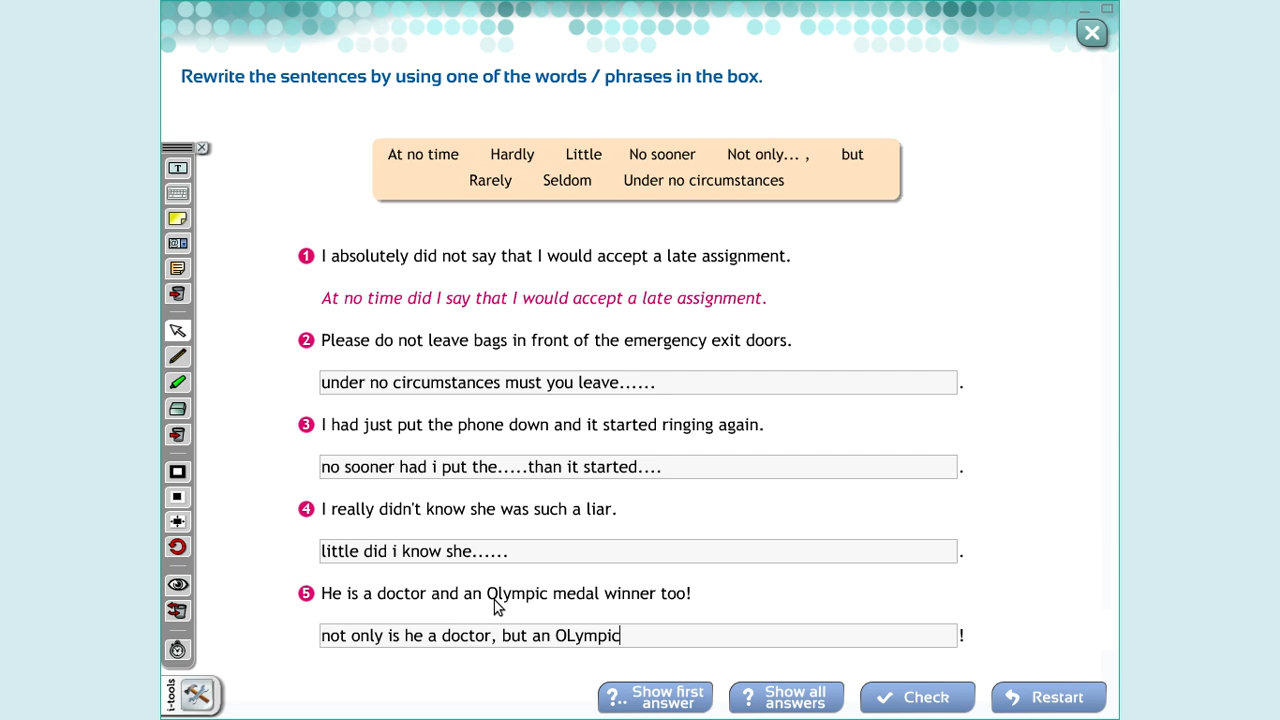 Rewrite the sentences by using one of the words / phrases in the box.
At no time Hardly Little No sooner Not only... , but
Rarely Seldom Under no circumstances
1 I absolutely did not say that I would accept a late assignment.
At no time did I say that I would accept a late assignment.
2 Please do not leave bags in front of the emergency exit doors.
under no circumstances must you leave...... .
3 I had just put the phone down and it started ringing again.
no sooner had i put the.....than it started.... .
4 I really didn't know she was such a liar.
little did i know she...... .
5 He is a doctor and an Olympic medal winner too!
not only is he a doctor, but an OLympic !
i-tools
?.. Show first answer ? Show all answers Check Restart